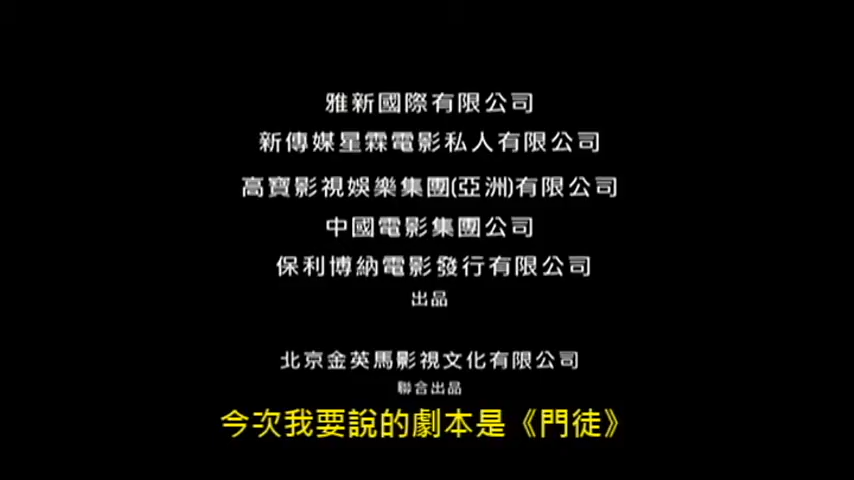 雅新國際有限公司
新傳媒星霖電影私人有限公司
高寶影視娛樂集團(亞洲)有限公司
中國電影集團公司
保利博納電影發行有限公司
出品
北京金英馬影視文化有限公司
聯合出品
今次我要說的劇本是《門徒》